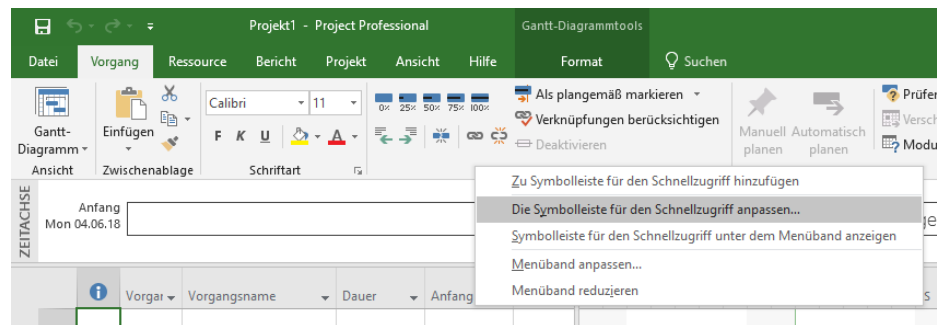 Projekt1 - Project Professional
Gantt-Diagrammtools
Datei Vorgang Ressource Bericht Projekt Ansicht Hilfe Format Suchen
Calibri 11
0% 25% 50% 75% 100%
Als plangemäß markieren
Prüfer
Gantt-
Diagramm
Einfügen
F K U A
Verknüpfungen berücksichtigen
Deaktivieren
Manuell
planen
Automatisch
planen
Versch
Modu
Ansicht Zwischenablage Schriftart
Zu Symbolleiste für den Schnellzugriff hinzufügen
Die Symbolleiste für den Schnellzugriff anpassen...
Symbolleiste für den Schnellzugriff unter dem Menüband anzeigen
Menüband anpassen...
Menüband reduzieren
ZEITACHSE
Anfang
Mon 04.06.18
Vorgar Vorgangsname Dauer Anfang